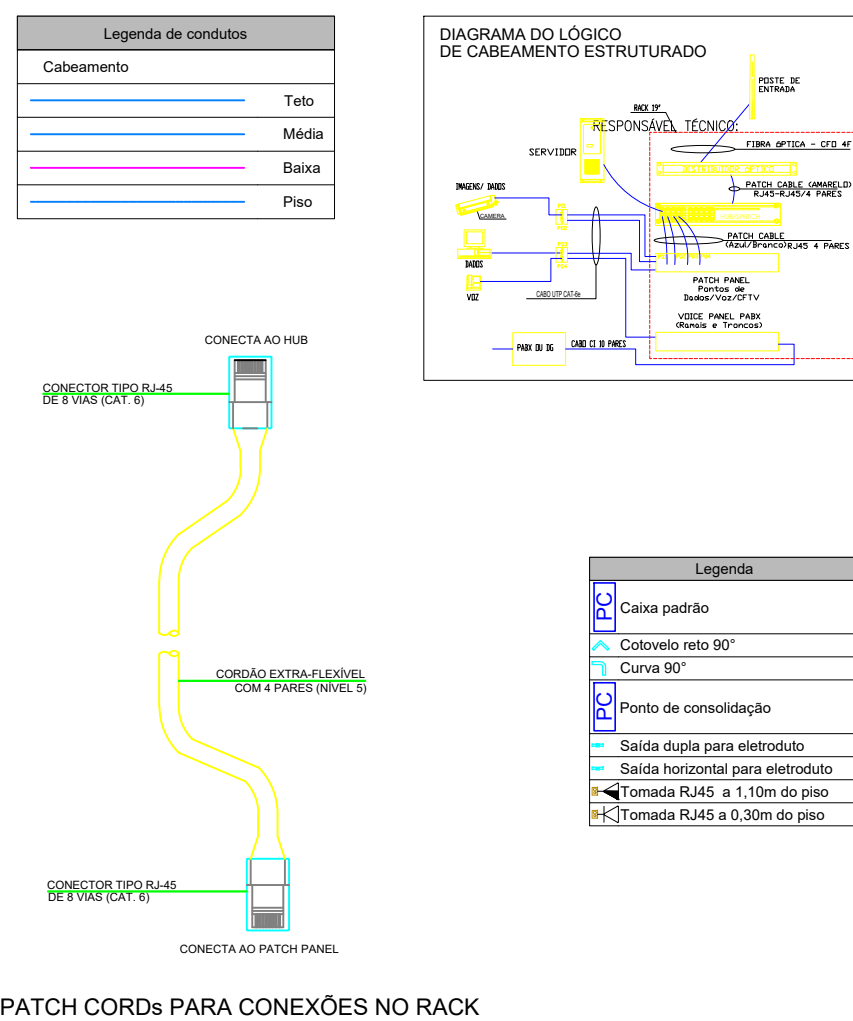 Legenda de condutos
Cabeamento
Teto
Média
Baixa
Piso
DIAGRAMA DO LÓGICO
DE CABEAMENTO ESTRUTURADO
POSTE DE
ENTRADA
RACK 19"
RESPONSÁVEL TÉCNICO:
FIBRA OPTICA - CFO 4F
SERVIDOR
DISTRIBUIDOR OPTICO
PATCH CABLE (AMARELO)
RJ45-RJ45/4 PARES
IMAGENS/ DADOS
CAMERA
PATCH CABLE
(Azul/Branco)RJ45 4 PARES
DADOS
VOZ
CABO UTP CAT-6e
PATCH PANEL
Pontos de
Dados/Voz/CFTV
VOICE PANEL PABX
(Ramais e Troncos)
PABX OU DG
CABO CI 10 PARES
CONECTA AO HUB
CONECTOR TIPO RJ-45
DE 8 VIAS (CAT. 6)
CORDÃO EXTRA-FLEXÍVEL
COM 4 PARES (NÍVEL 5)
CONECTOR TIPO RJ-45
DE 8 VIAS (CAT. 6)
CONECTA AO PATCH PANEL
Legenda
PC Caixa padrão
Cotovelo reto 90°
Curva 90°
PC Ponto de consolidação
Saída dupla para eletroduto
Saída horizontal para eletroduto
Tomada RJ45 a 1,10m do piso
Tomada RJ45 a 0,30m do piso
PATCH CORDs PARA CONEXÕES NO RACK